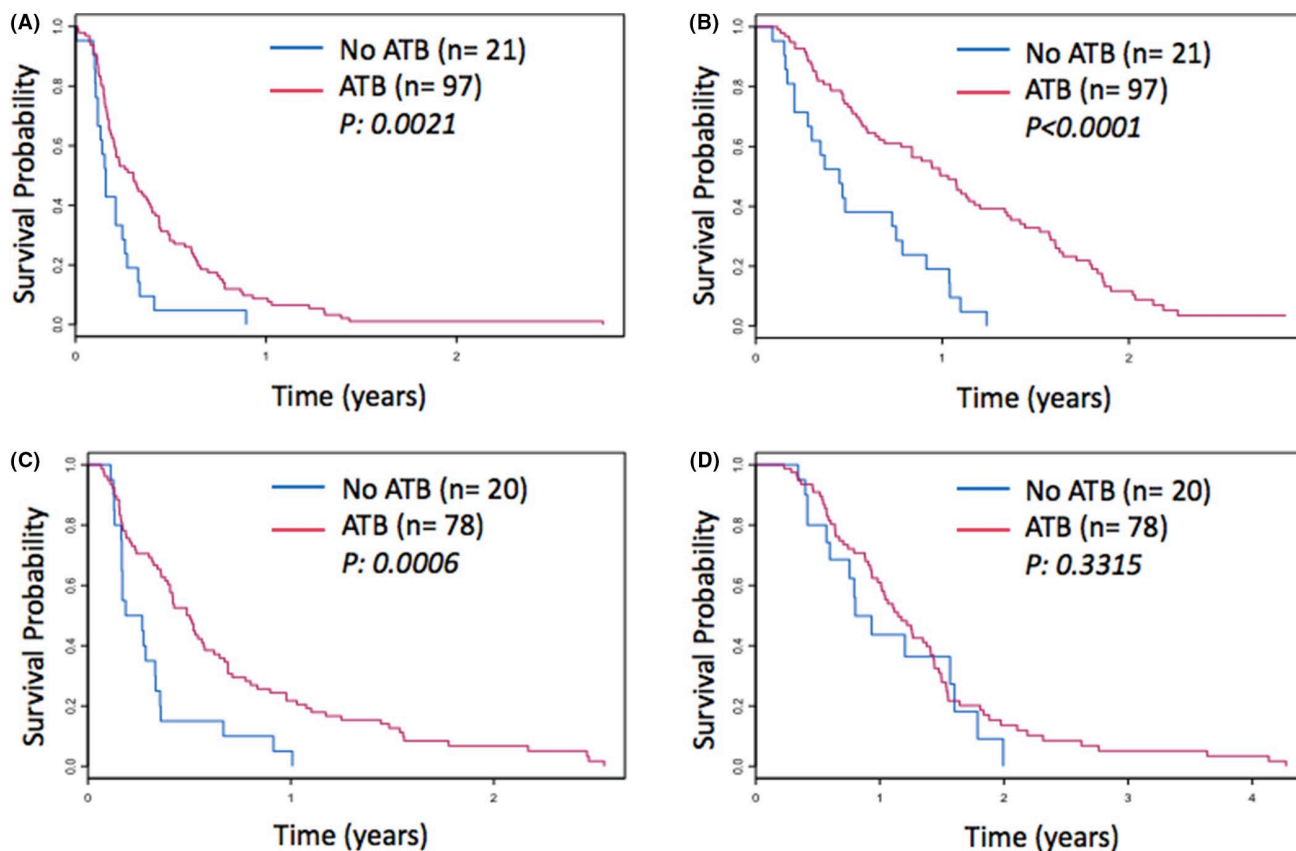 (A)
Survival Probability
1.0
0.8
0.6
0.4
0.2
0.0
No ATB (n= 21)
ATB (n= 97)
P: 0.0021
0 1 2
Time (years)
(B)
Survival Probability
1.0
0.8
0.6
0.4
0.2
0.0
No ATB (n= 21)
ATB (n= 97)
P<0.0001
0 1 2
Time (years)
(C)
Survival Probability
1.0
0.8
0.6
0.4
0.2
0.0
No ATB (n= 20)
ATB (n= 78)
P: 0.0006
0 1 2
Time (years)
(D)
Survival Probability
1.0
0.8
0.6
0.4
0.2
0.0
No ATB (n= 20)
ATB (n= 78)
P: 0.3315
0 1 2 3 4
Time (years)